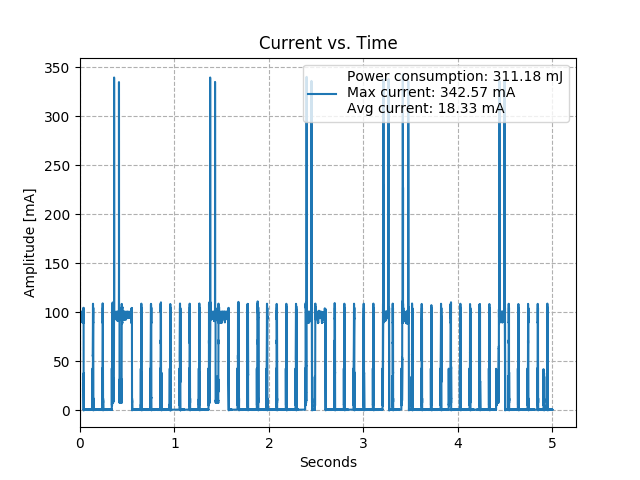 Current vs. Time
Power consumption: 311.18 mJ
Max current: 342.57 mA
Avg current: 18.33 mA
Amplitude [mA]
350
300
250
200
150
100
50
0
0 1 2 3 4 5
Seconds